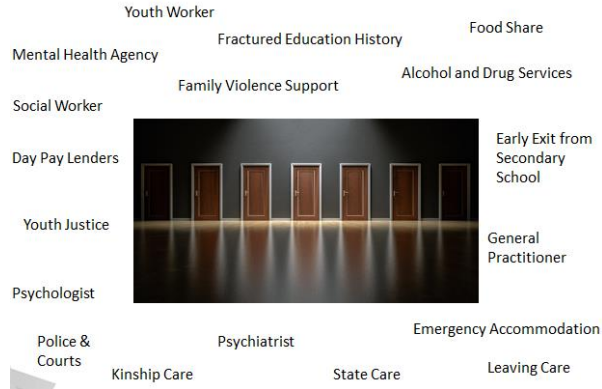 Youth Worker
Food Share
Fractured Education History
Mental Health Agency
Alcohol and Drug Services
Family Violence Support
Social Worker
Early Exit from
Secondary
School
Day Pay Lenders
Youth Justice
General
Practitioner
Psychologist
Emergency Accommodation
Police &
Courts
Psychiatrist
Kinship Care
State Care
Leaving Care